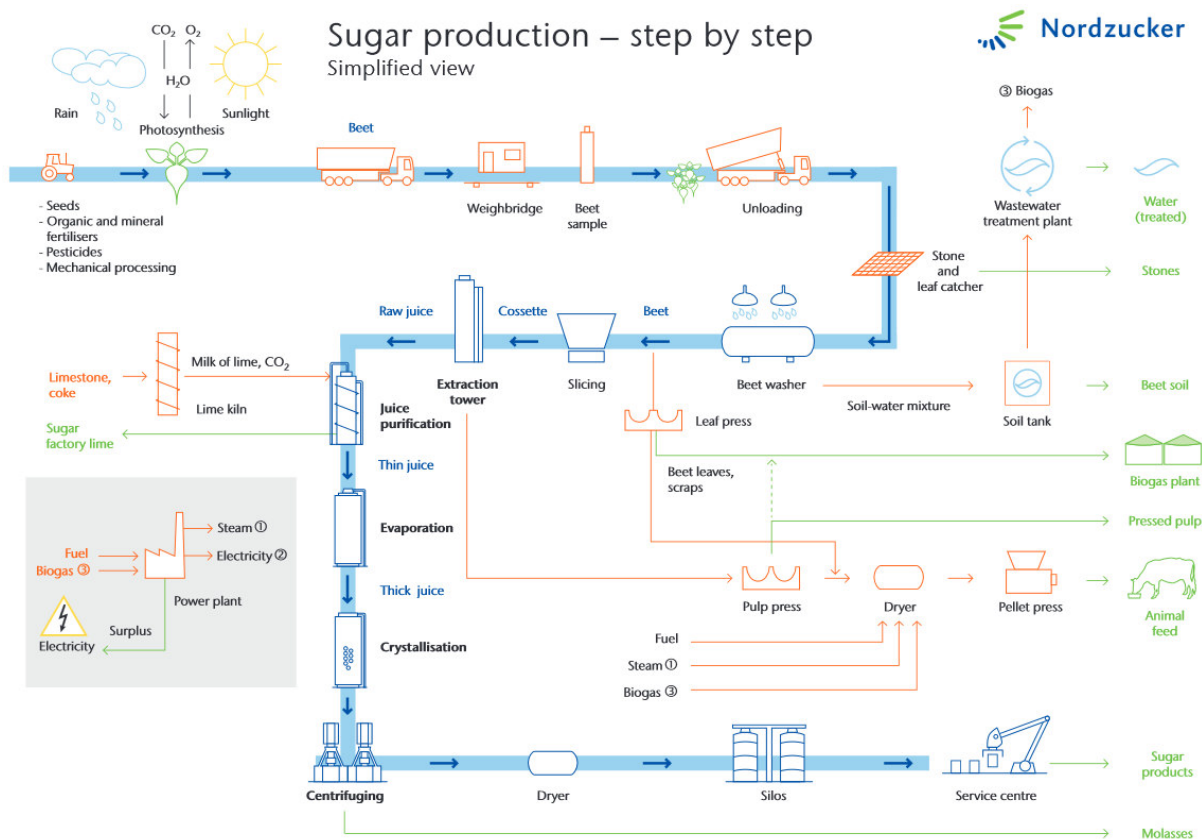 Sugar production – step by step
Simplified view
Nordzucker
CO₂ O₂
H₂O
Rain
Sunlight
Photosynthesis
Beet
- Seeds
- Organic and mineral
fertilisers
- Pesticides
- Mechanical processing
Weighbridge
Beet
sample
Unloading
③ Biogas
Wastewater
treatment plant
Water
(treated)
Stone
and
leaf catcher
Stones
Raw juice
Cossette
Beet
Limestone,
coke
Milk of lime, CO₂
Lime kiln
Sugar
factory lime
Juice
purification
Extraction
tower
Slicing
Beet washer
Soil-water mixture
Soil tank
Beet soil
Leaf press
Beet leaves,
scraps
Biogas plant
Thin juice
Evaporation
Pressed pulp
Fuel
Biogas ③
Steam ①
Electricity ②
Power plant
Surplus
Electricity
Thick juice
Pulp press
Dryer
Pellet press
Animal
feed
Fuel
Steam ①
Biogas ③
Crystallisation
Centrifuging
Dryer
Silos
Service centre
Sugar
products
Molasses